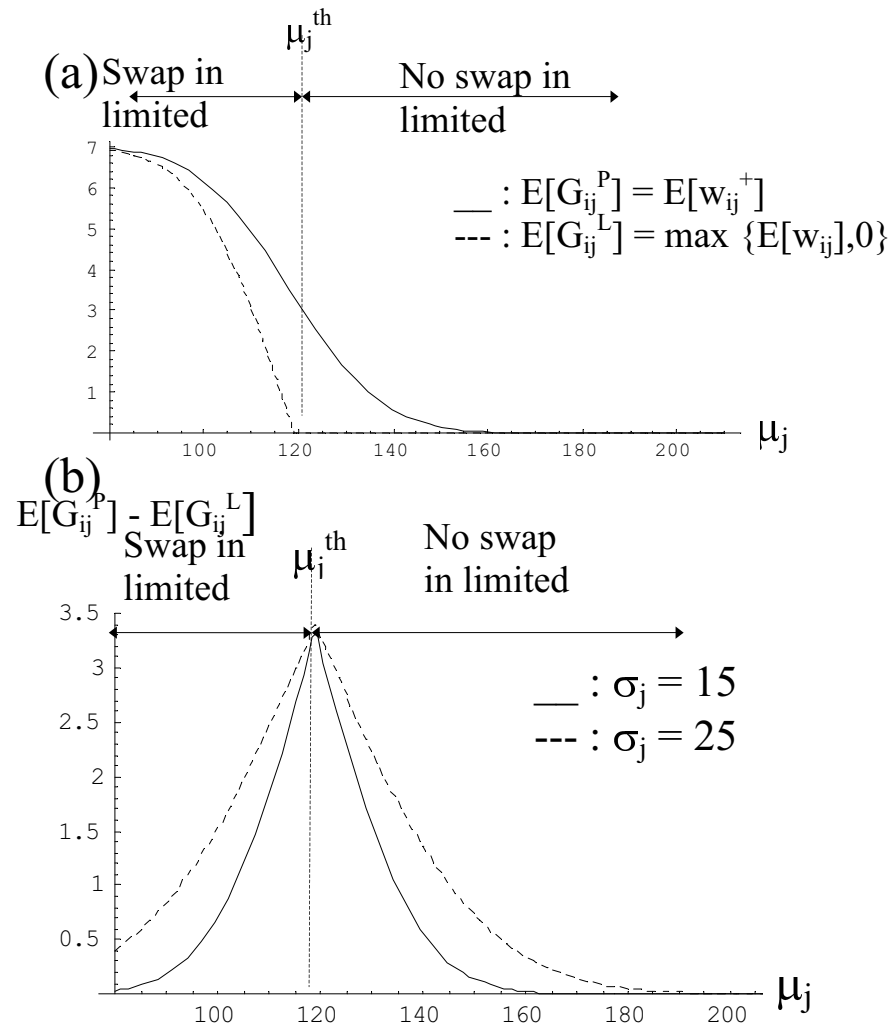 μj^th
(a) Swap in limited
No swap in limited
7
6
5
4
3
2
1
__ : E[Gij^P] = E[wij^+]
--- : E[Gij^L] = max {E[wij],0}
100 120 140 160 180 200
μj
(b)
E[Gij^P] - E[Gij^L]
Swap in limited
μj^th
No swap in limited
3.5
3
2.5
2
1.5
1
0.5
__ : σj = 15
--- : σj = 25
100 120 140 160 180 200
μj